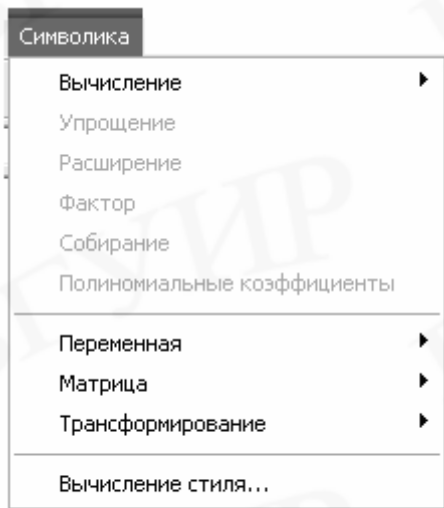 Символика
Вычисление
Упрощение
Расширение
Фактор
Собирание
Полиномиальные коэффициенты
Переменная
Матрица
Трансформирование
Вычисление стиля...